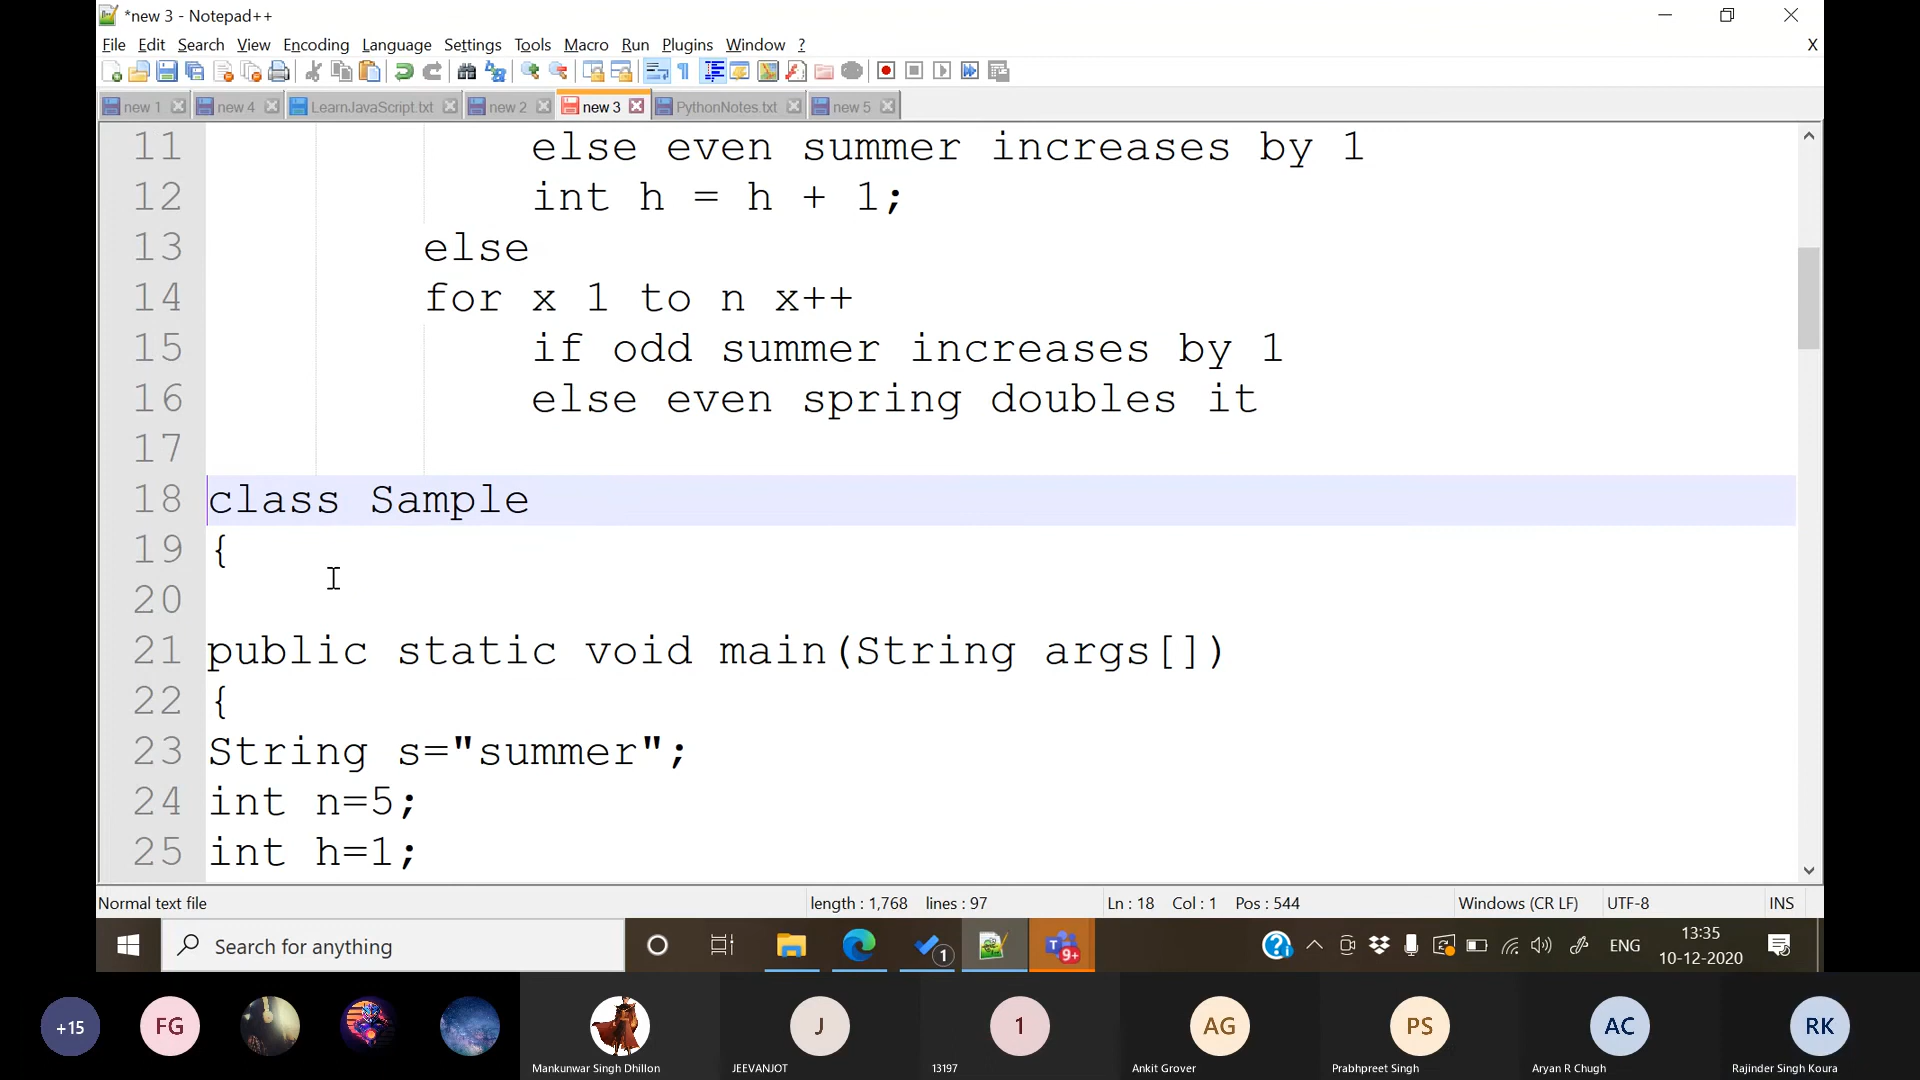 *new 3 - Notepad++
File Edit Search View Encoding Language Settings Tools Macro Run Plugins Window ? X
new 1 new 4 LearnJavaScript.txt new 2 new 3 PythonNotes.txt new 5
11 else even summer increases by 1
12 int h = h + 1;
13 else
14 for x 1 to n x++
15 if odd summer increases by 1
16 else even spring doubles it
17
18 class Sample
19 {
20
21 public static void main(String args[])
22 {
23 String s="summer";
24 int n=5;
25 int h=1;
Normal text file length : 1,768 lines : 97 Ln : 18 Col : 1 Pos : 544 Windows (CR LF) UTF-8 INS
Search for anything 1 9+ ENG 13:35
10-12-2020
+15 FG J 1 AG PS AC RK
Mankunwar Singh Dhillon JEEVANJOT 13197 Ankit Grover Prabhpreet Singh Aryan R Chugh Rajinder Singh Koura